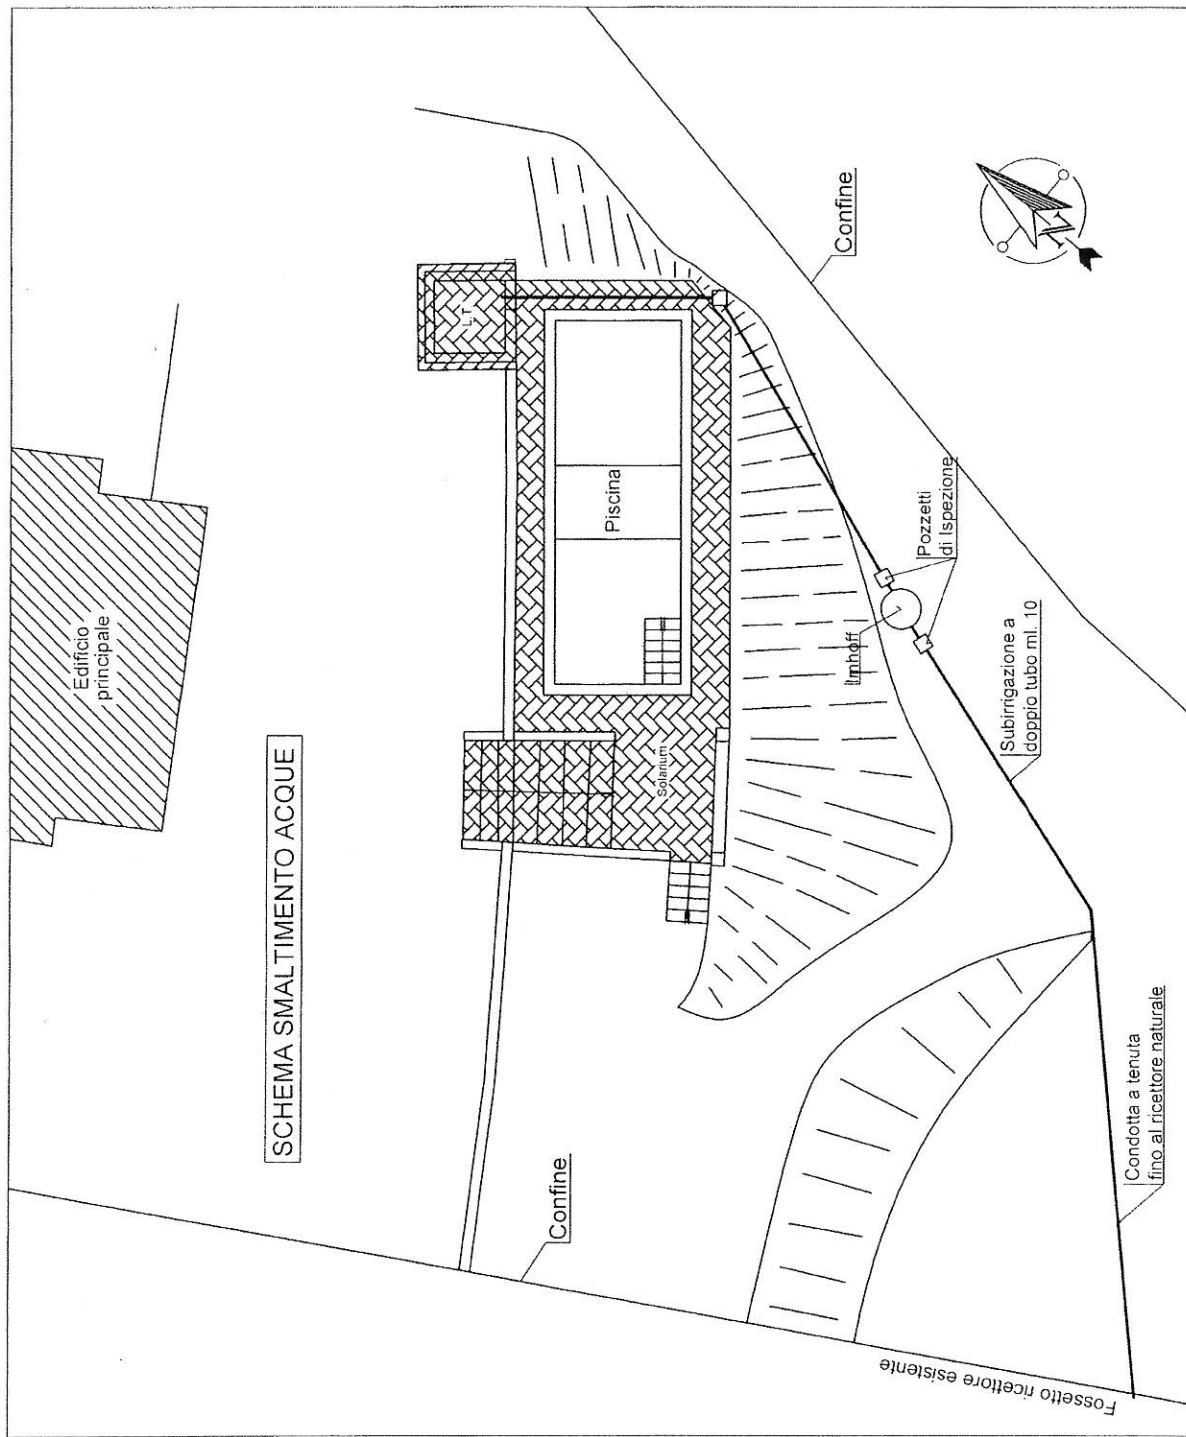 SCHEMA SMALTIMENTO ACQUE
Edificio
principale
L.T
Piscina
Solarium
Confine
Confine
Pozzetti
di Ispezione
Imhoff
Subirrigazione a
doppio tubo ml. 10
Condotta a tenuta
fino al ricettore naturale
Fossetto ricettore esistente